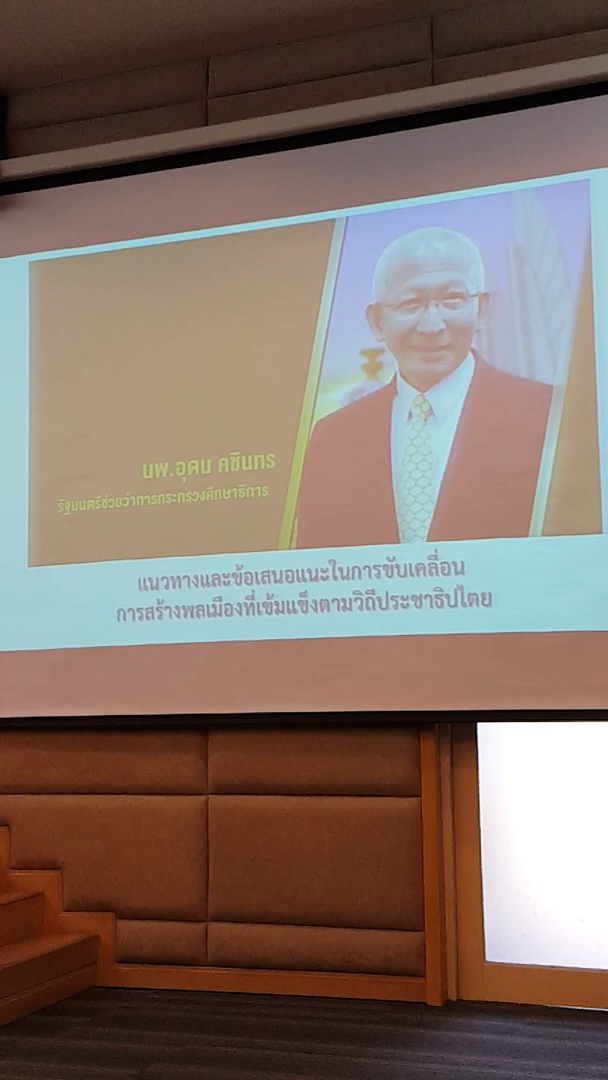 นพ.อุดม คชินทร
รัฐมนตรีช่วยว่าการกระทรวงศึกษาธิการ
แนวทางและข้อเสนอแนะในการขับเคลื่อน
การสร้างพลเมืองที่เข้มแข็งตามวิถีประชาธิปไตย